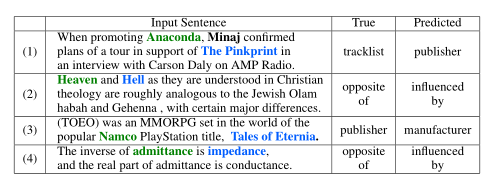 Input Sentence True Predicted
(1) When promoting Anaconda, Minaj confirmed
plans of a tour in support of The Pinkprint in
an interview with Carson Daly on AMP Radio.
tracklist publisher
(2) Heaven and Hell as they are understood in Christian
theology are roughly analogous to the Jewish Olam
habah and Gehenna , with certain major differences.
opposite
of
influenced
by
(3) (TOEO) was an MMORPG set in the world of the
popular Namco PlayStation title, Tales of Eternia.
publisher manufacturer
(4) The inverse of admittance is impedance,
and the real part of admittance is conductance.
opposite
of
influenced
by